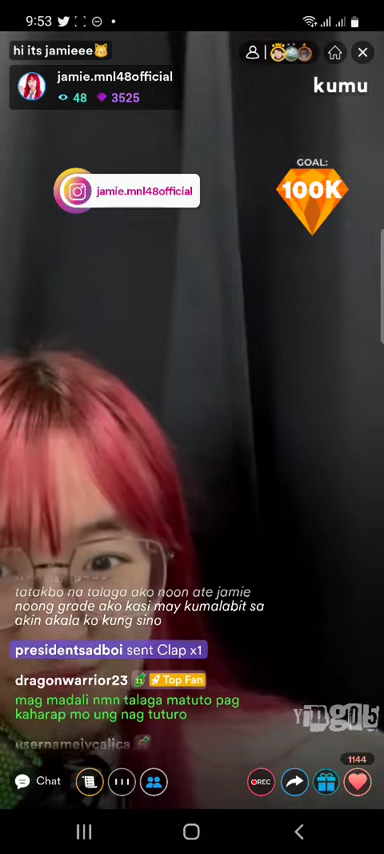 9:53
hi its jamieee
jamie.mnl48official
48 3525
kumu
GOAL:
100K
jamie.mnl48official
tatakbo na talaga ako noon ate jamie
noong grade ako kasi may kumalabit sa
akin akala ko kung sino
presidentsadboi sent Clap x1
dragonwarrior23 Top Fan
mag madali nmn talaga matuto pag
kaharap mo ung nag tuturo
usernamejvcalica
Ying05
1144
Chat
REC